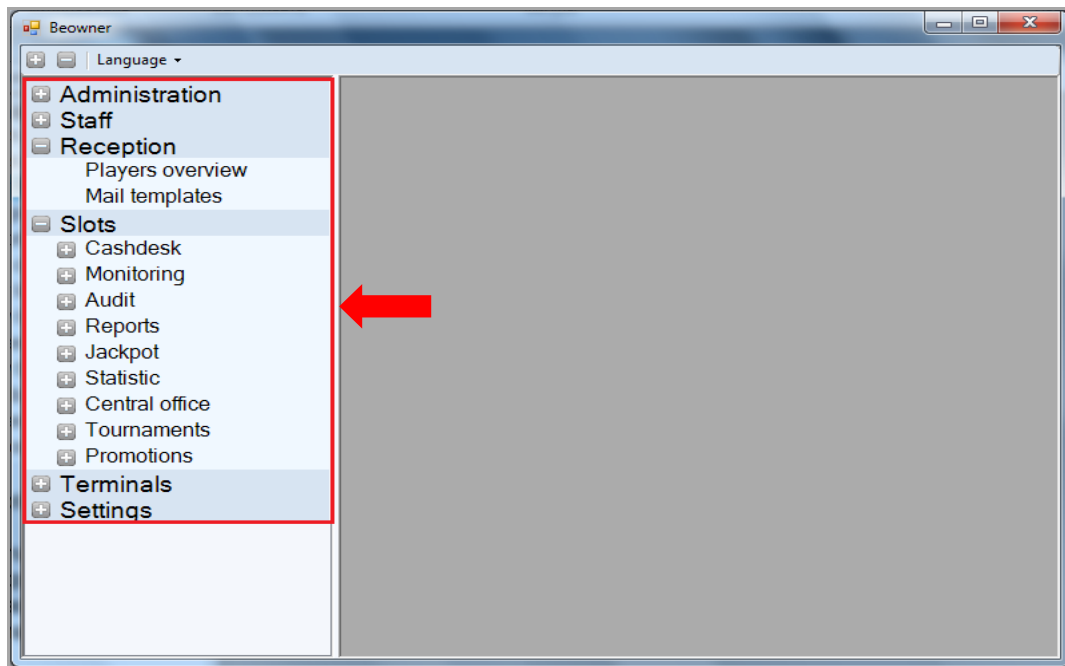 Beowner
Language
Administration
Staff
Reception
Players overview
Mail templates
Slots
Cashdesk
Monitoring
Audit
Reports
Jackpot
Statistic
Central office
Tournaments
Promotions
Terminals
Settings